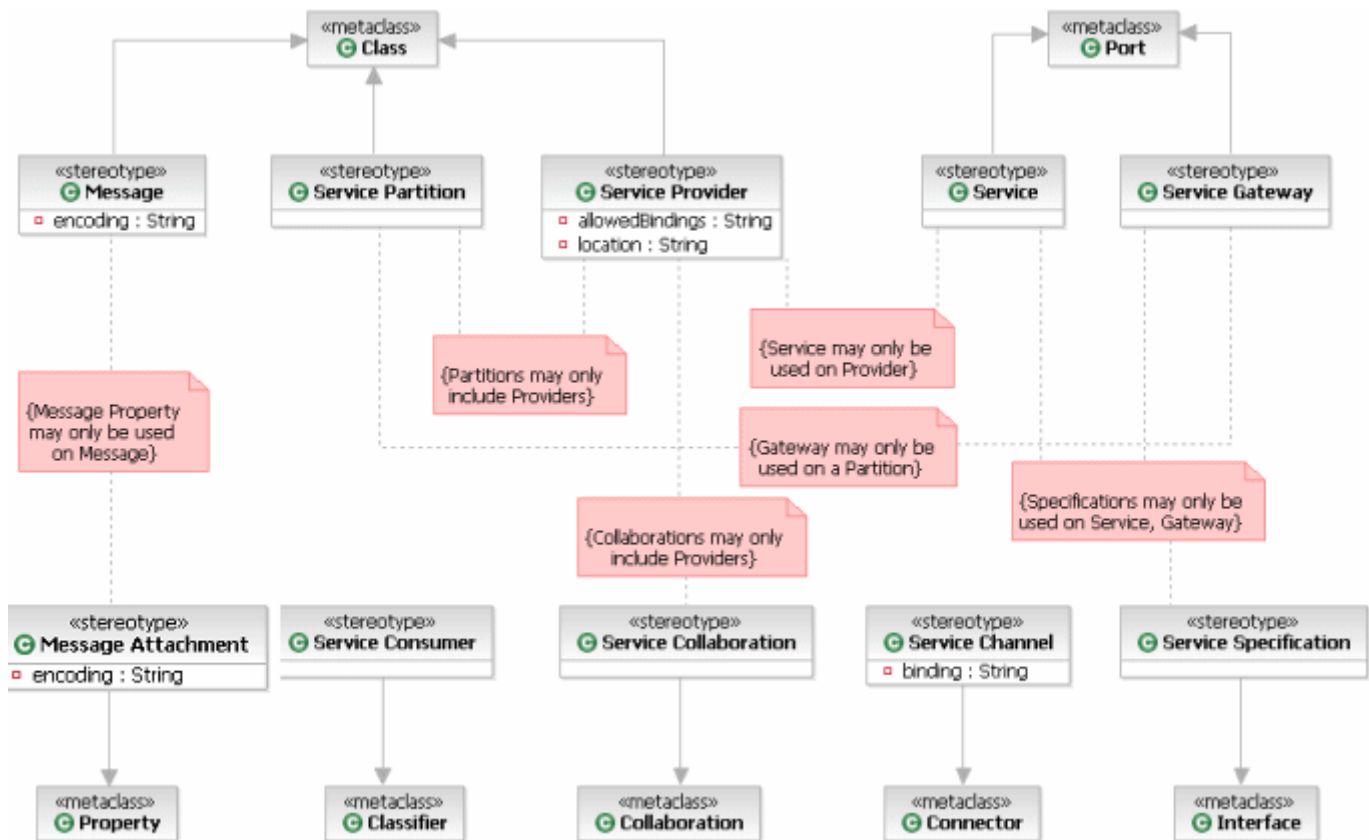 «metaclass»
Class
«metaclass»
Port
«stereotype»
Message
encoding : String
«stereotype»
Service Partition
«stereotype»
Service Provider
allowedBindings : String
location : String
«stereotype»
Service
«stereotype»
Service Gateway
{Message Property
may only be used
on Message}
{Partitions may only
include Providers}
{Service may only be
used on Provider}
{Gateway may only be
used on a Partition}
{Collaborations may only
include Providers}
{Specifications may only be
used on Service, Gateway}
«stereotype»
Message Attachment
encoding : String
«stereotype»
Service Consumer
«stereotype»
Service Collaboration
«stereotype»
Service Channel
binding : String
«stereotype»
Service Specification
«metaclass»
Property
«metaclass»
Classifier
«metaclass»
Collaboration
«metaclass»
Connector
«metaclass»
Interface